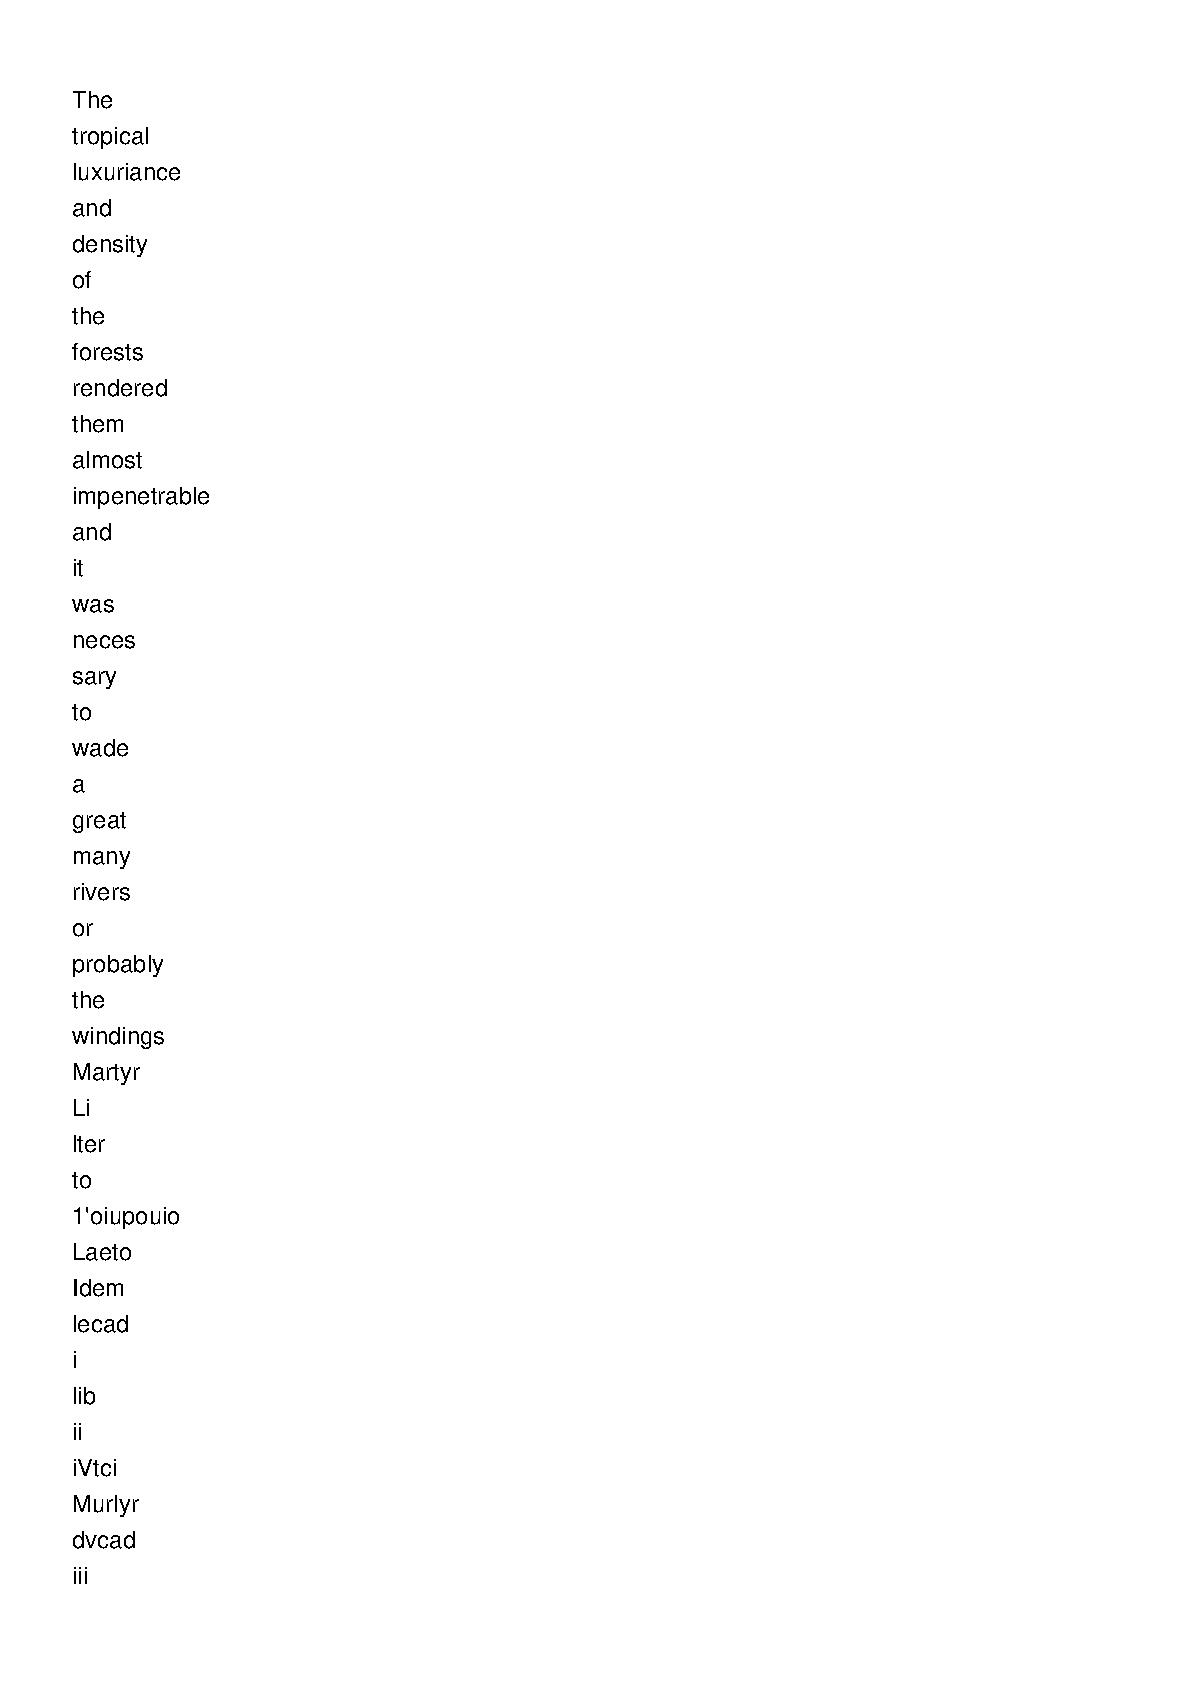 The
tropical
luxuriance
and
density
of
the
forests
rendered
them
almost
impenetrable
and
it
was
neces
sary
to
wade
a
great
many
rivers
or
probably
the
windings
Martyr
Li
lter
to
1'oiupouio
Laeto
Idem
lecad
i
lib
ii
iVtci
Murlyr
dvcad
iii